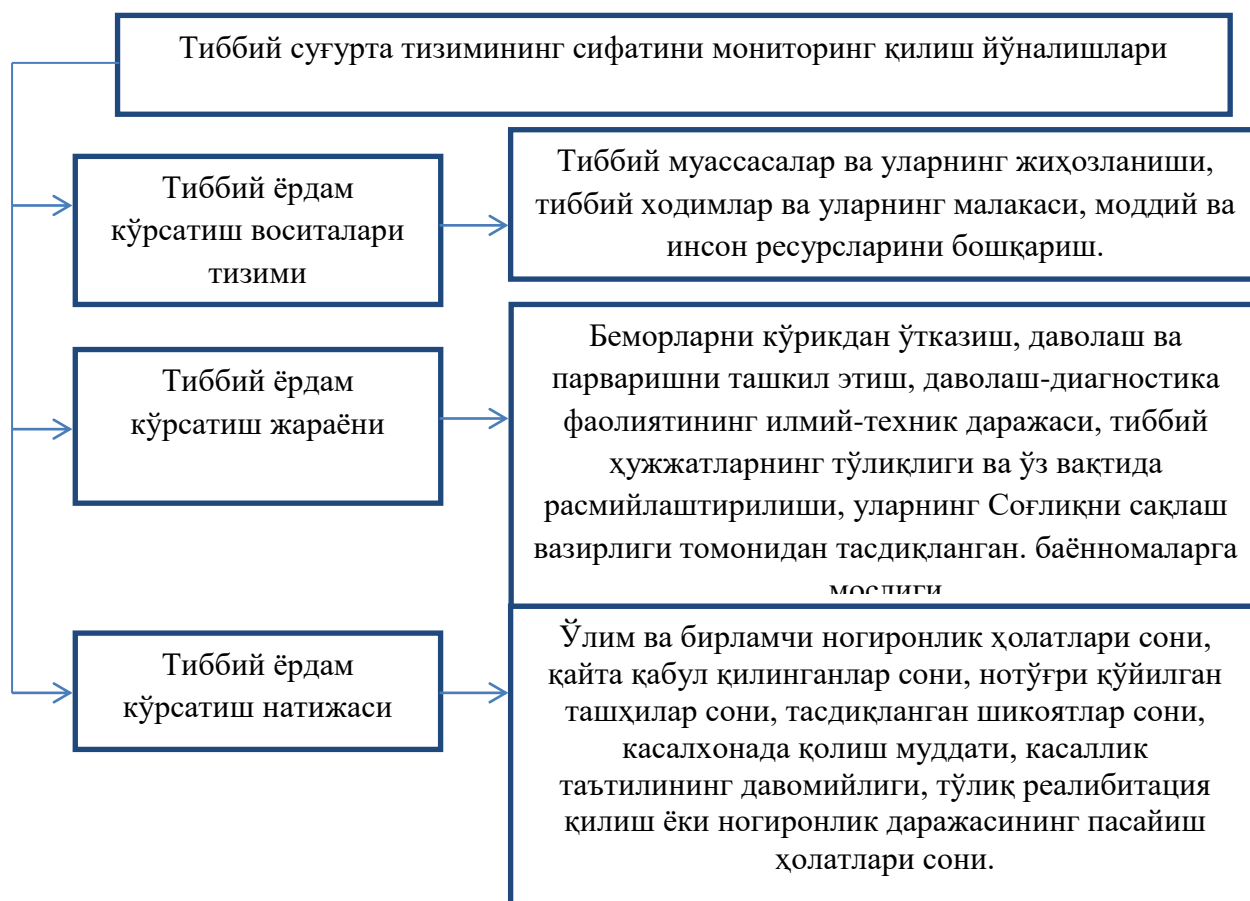 Тиббий суғурта тизимининг сифатини мониторинг қилиш йўналишлари
Тиббий ёрдам
кўрсатиш воситалари
тизими
Тиббий муассасалар ва уларнинг жиҳозланиши,
тиббий ходимлар ва уларнинг малакаси, моддий ва
инсон ресурсларини бошқариш.
Тиббий ёрдам
кўрсатиш жараёни
Беморларни кўрикдан ўтказиш, даволаш ва
парваришни ташкил этиш, даволаш-диагностика
фаолиятининг илмий-техник даражаси, тиббий
ҳужжатларнинг тўлиқлиги ва ўз вақтида
расмийлаштирилиши, уларнинг Соғлиқни сақлаш
вазирлиги томонидан тасдиқланган. баённомаларга
мослиги
Тиббий ёрдам
кўрсатиш натижаси
Ўлим ва бирламчи ногиронлик ҳолатлари сони,
қайта қабул қилинганлар сони, нотўғри қўйилган
ташҳилар сони, тасдиқланган шикоятлар сони,
касалхонада қолиш муддати, касаллик
таътилининг давомийлиги, тўлиқ реалибитация
қилиш ёки ногиронлик даражасининг пасайиш
ҳолатлари сони.